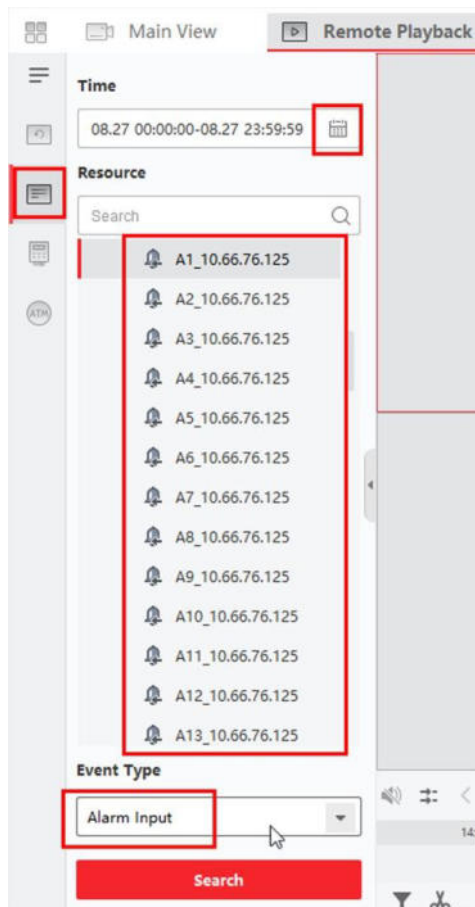 Main View
Remote Playback
Time
08.27 00:00:00-08.27 23:59:59
Resource
Search
A1_10.66.76.125
A2_10.66.76.125
A3_10.66.76.125
A4_10.66.76.125
A5_10.66.76.125
A6_10.66.76.125
A7_10.66.76.125
A8_10.66.76.125
A9_10.66.76.125
A10_10.66.76.125
A11_10.66.76.125
A12_10.66.76.125
A13_10.66.76.125
ATM
Event Type
Alarm Input
14:
Search